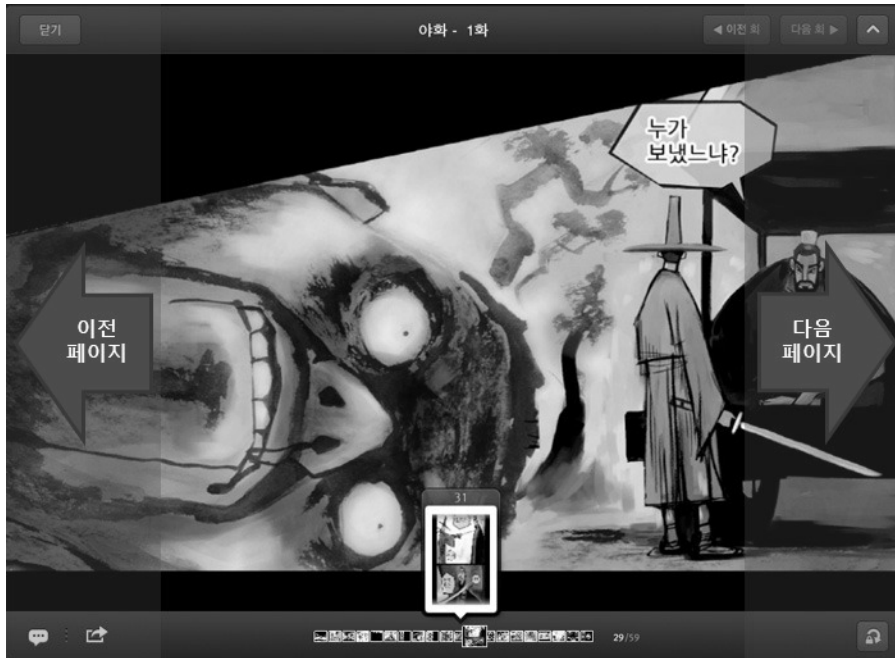 닫기
야화 - 1화
◀ 이전 회
다음 회 ▶
누가
보냈느냐?
이전
페이지
다음
페이지
31
29/59